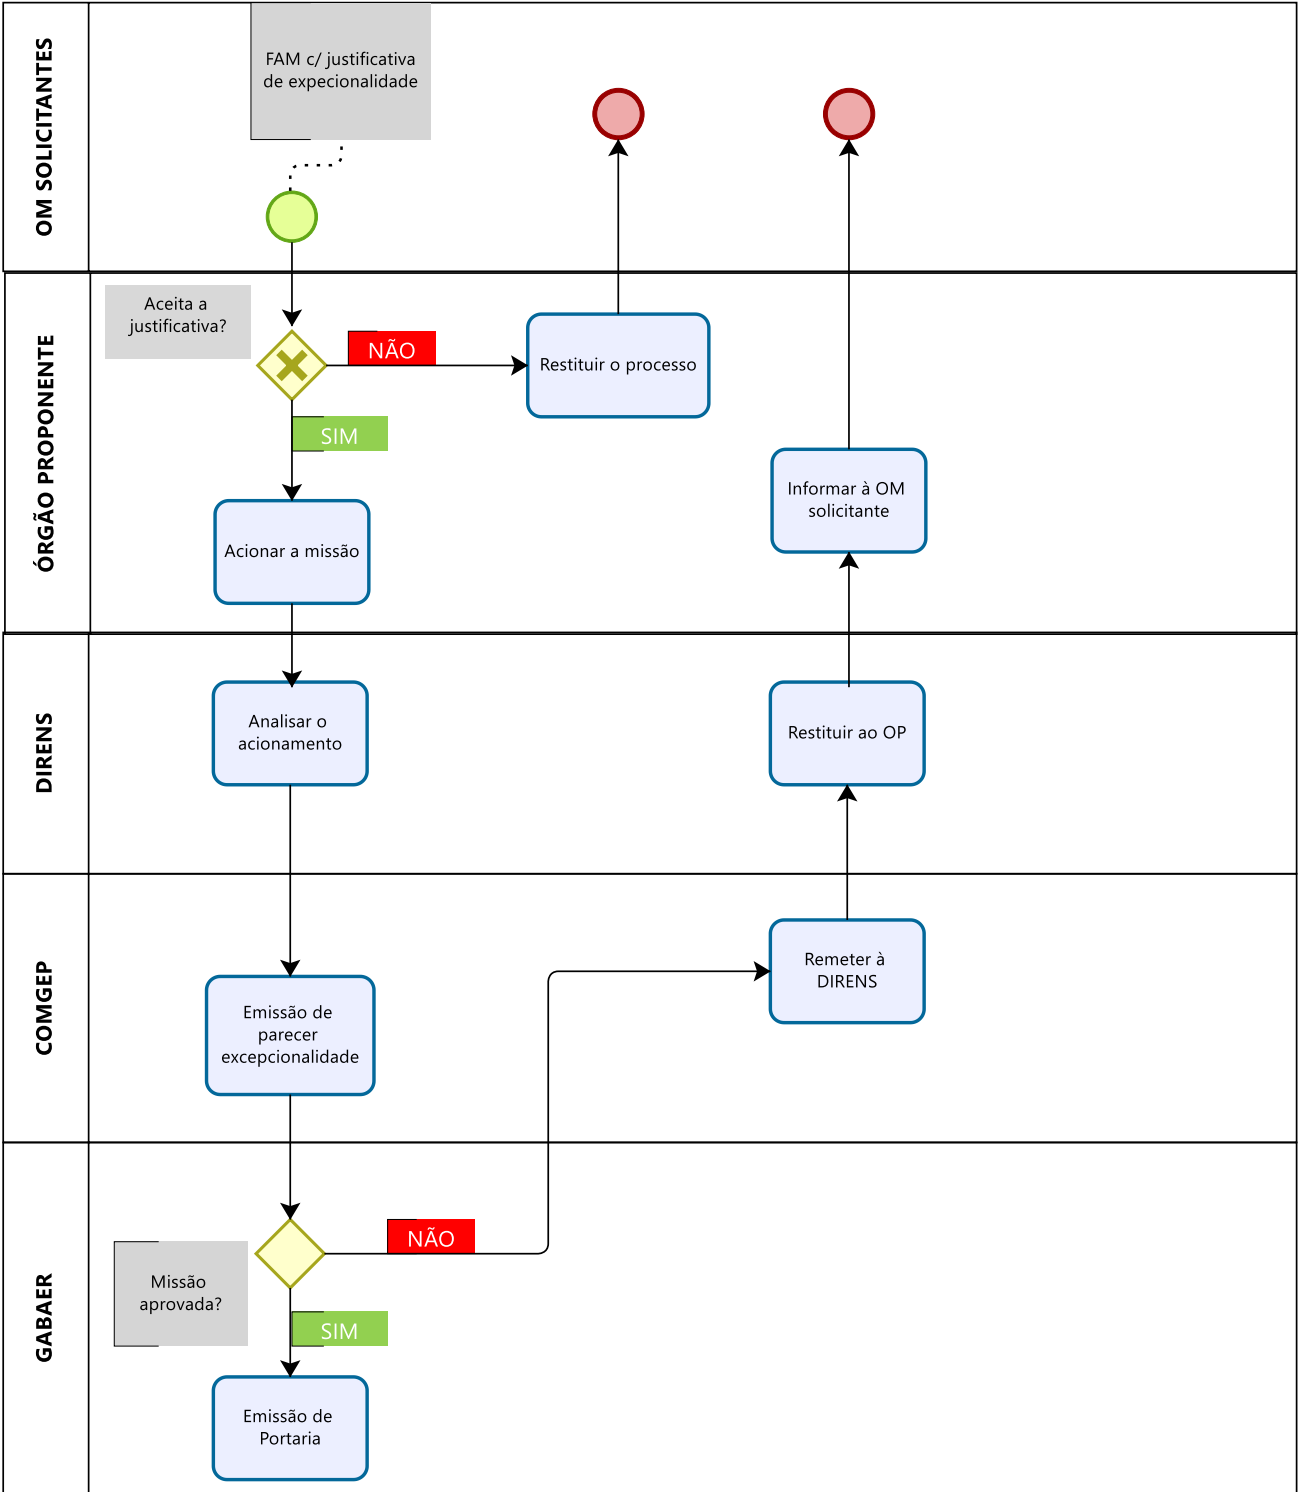 OM SOLICITANTES
FAM c/ justificativa
de expecionalidade
ÓRGÃO PROPONENTE
Aceita a
justificativa?
NÃO
Restituir o processo
SIM
Informar à OM
solicitante
Acionar a missão
DIRENS
Analisar o
acionamento
Restituir ao OP
COMGEP
Remeter à
DIRENS
Emissão de
parecer
excepcionalidade
GABAER
NÃO
Missão
aprovada?
SIM
Emissão de
Portaria